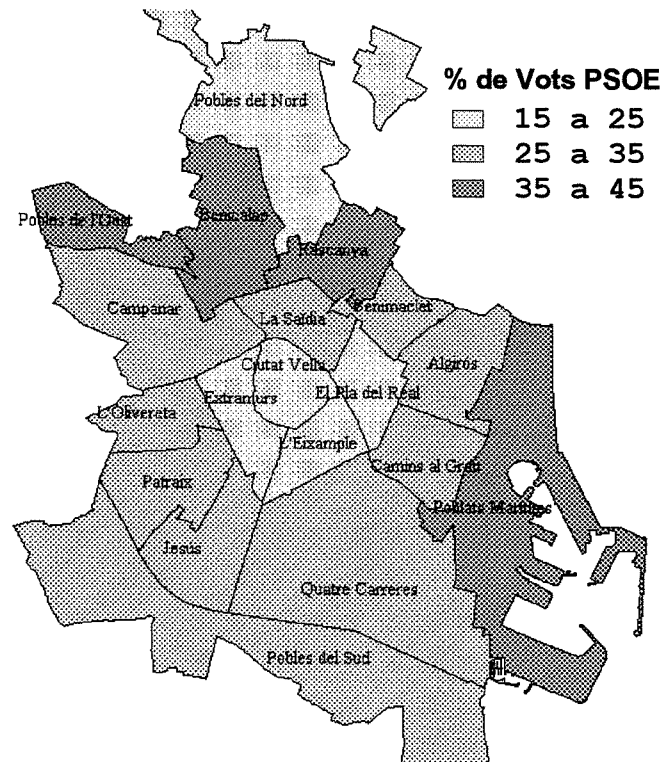 % de Vots PSOE
15 a 25
25 a 35
35 a 45
Pobles del Nord
Pobles de l'Oest
Benicalap
Rascanya
Campanar
La Saïdia
Benimaclet
Ciutat Vella
Algirós
Extramurs
El Pla del Real
L'Olivereta
L'Eixample
Camins al Grau
Patraix
Poblats Marítims
Jesús
Quatre Carreres
Pobles del Sud